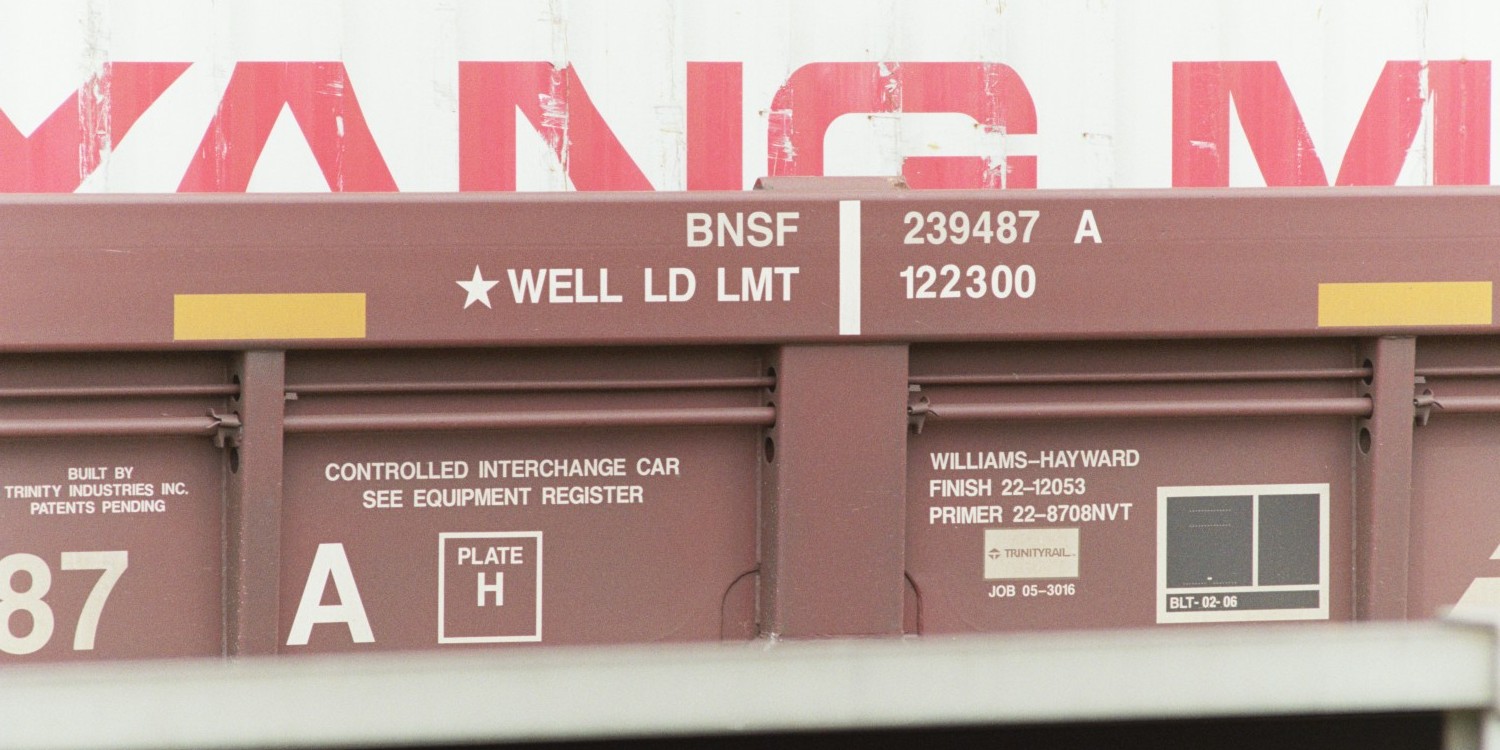 YANG M
BNSF 239487 A
★WELL LD LMT 122300
BUILT BY
TRINITY INDUSTRIES INC.
PATENTS PENDING
87
CONTROLLED INTERCHANGE CAR
SEE EQUIPMENT REGISTER
A
PLATE
H
WILLIAMS–HAYWARD
FINISH 22–12053
PRIMER 22–8708NVT
TRINITYRAIL
JOB 05–3016
BLT- 02- 06